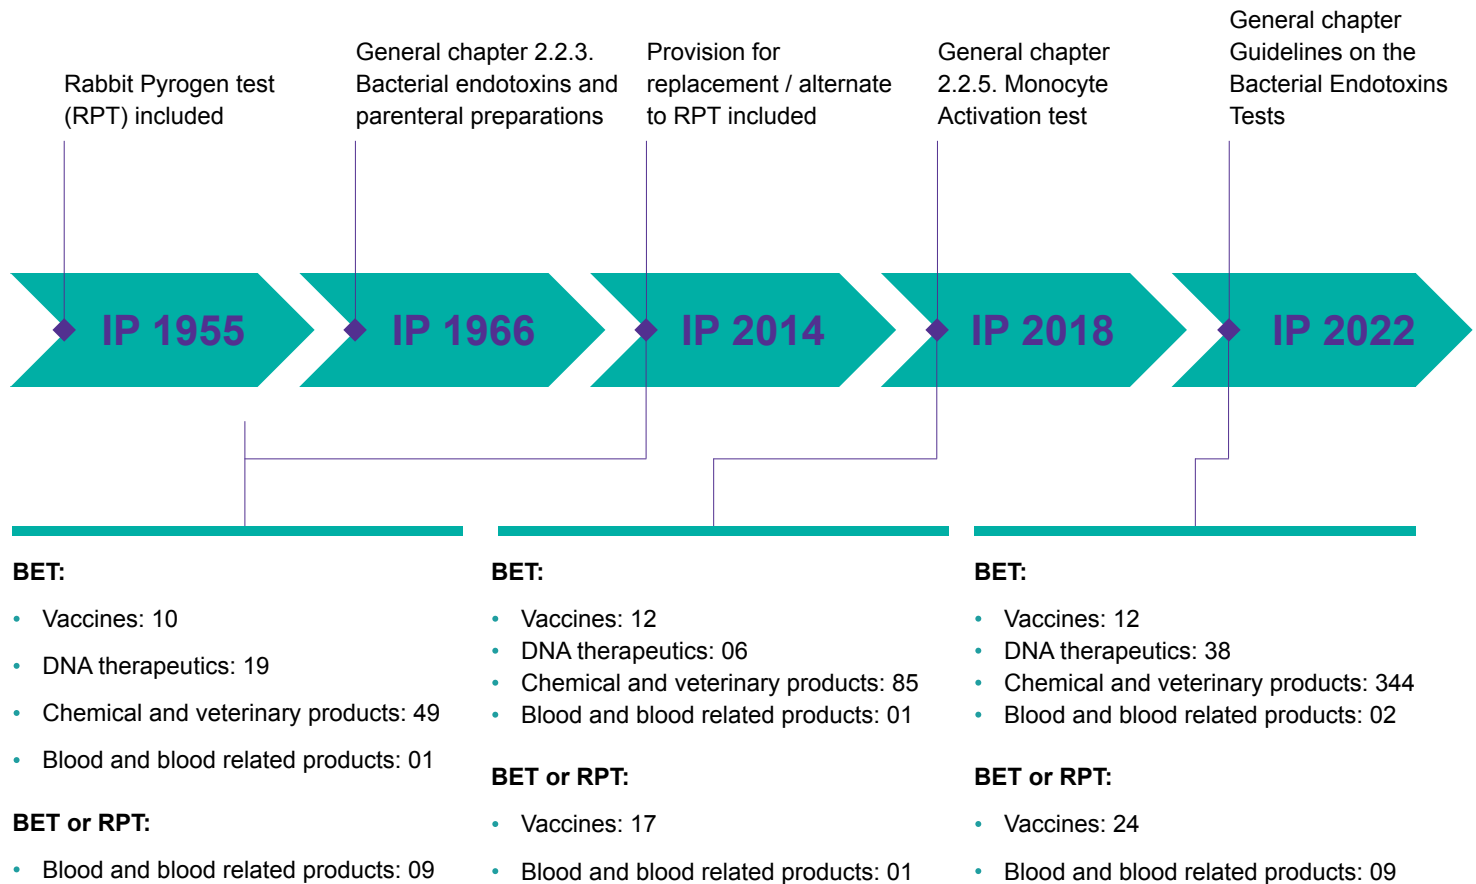 Rabbit Pyrogen test
(RPT) included
General chapter 2.2.3.
Bacterial endotoxins and
parenteral preparations
Provision for
replacement / alternate
to RPT included
General chapter
2.2.5. Monocyte
Activation test
General chapter
Guidelines on the
Bacterial Endotoxins
Tests
IP 1955
IP 1966
IP 2014
IP 2018
IP 2022
BET:
• Vaccines: 10
• DNA therapeutics: 19
• Chemical and veterinary products: 49
• Blood and blood related products: 01
BET or RPT:
• Blood and blood related products: 09
BET:
• Vaccines: 12
• DNA therapeutics: 06
• Chemical and veterinary products: 85
• Blood and blood related products: 01
BET or RPT:
• Vaccines: 17
• Blood and blood related products: 01
BET:
• Vaccines: 12
• DNA therapeutics: 38
• Chemical and veterinary products: 344
• Blood and blood related products: 02
BET or RPT:
• Vaccines: 24
• Blood and blood related products: 09